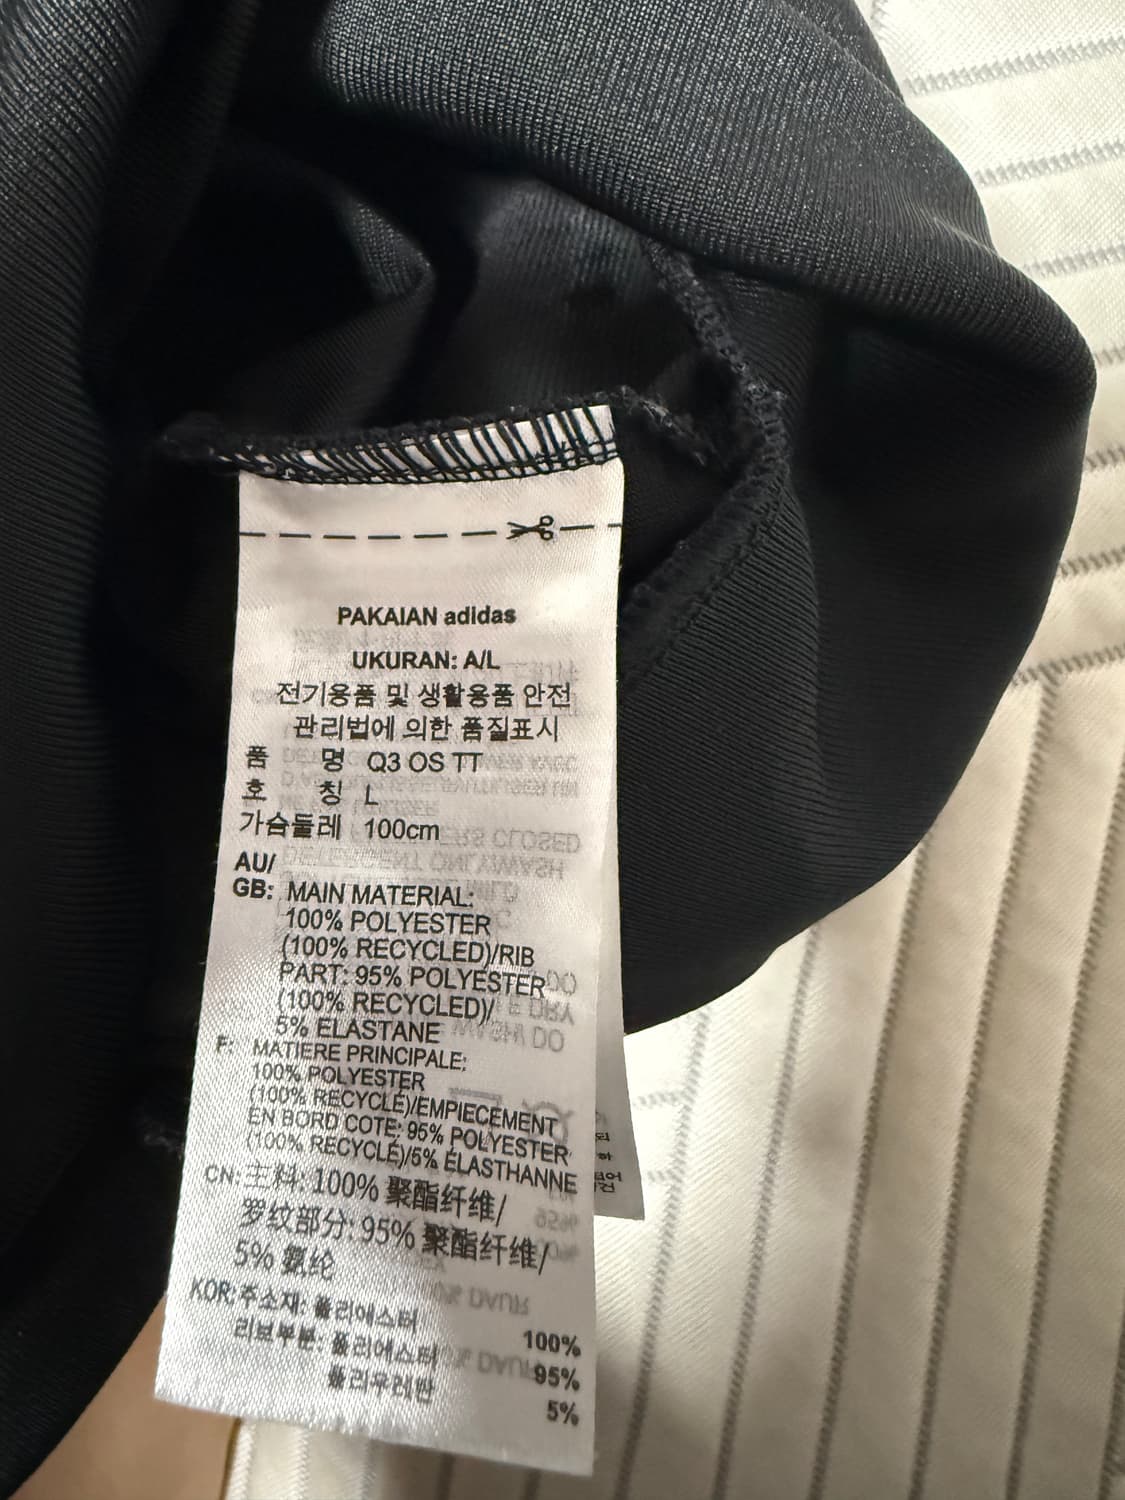 PAKAIAN adidas
UKURAN: A/L
전기용품 및 생활용품 안전
관리법에 의한 품질표시
품 명 Q3 OS TT
호 칭 L
가슴둘레 100cm
AU/
GB: MAIN MATERIAL:
100% POLYESTER
(100% RECYCLED)/RIB
PART: 95% POLYESTER
(100% RECYCLED)/
5% ELASTANE
F: MATIERE PRINCIPALE:
100% POLYESTER
(100% RECYCLÉ)/EMPIECEMENT
EN BORD COTE: 95% POLYESTER
(100% RECYCLÉ)/5% ÉLASTHANNE
CN: 主料: 100% 聚酯纤维/
罗纹部分: 95% 聚酯纤维/
5% 氨纶
KOR: 주소재: 폴리에스터 100%
리브부분: 폴리에스터 95%
폴리우레탄 5%